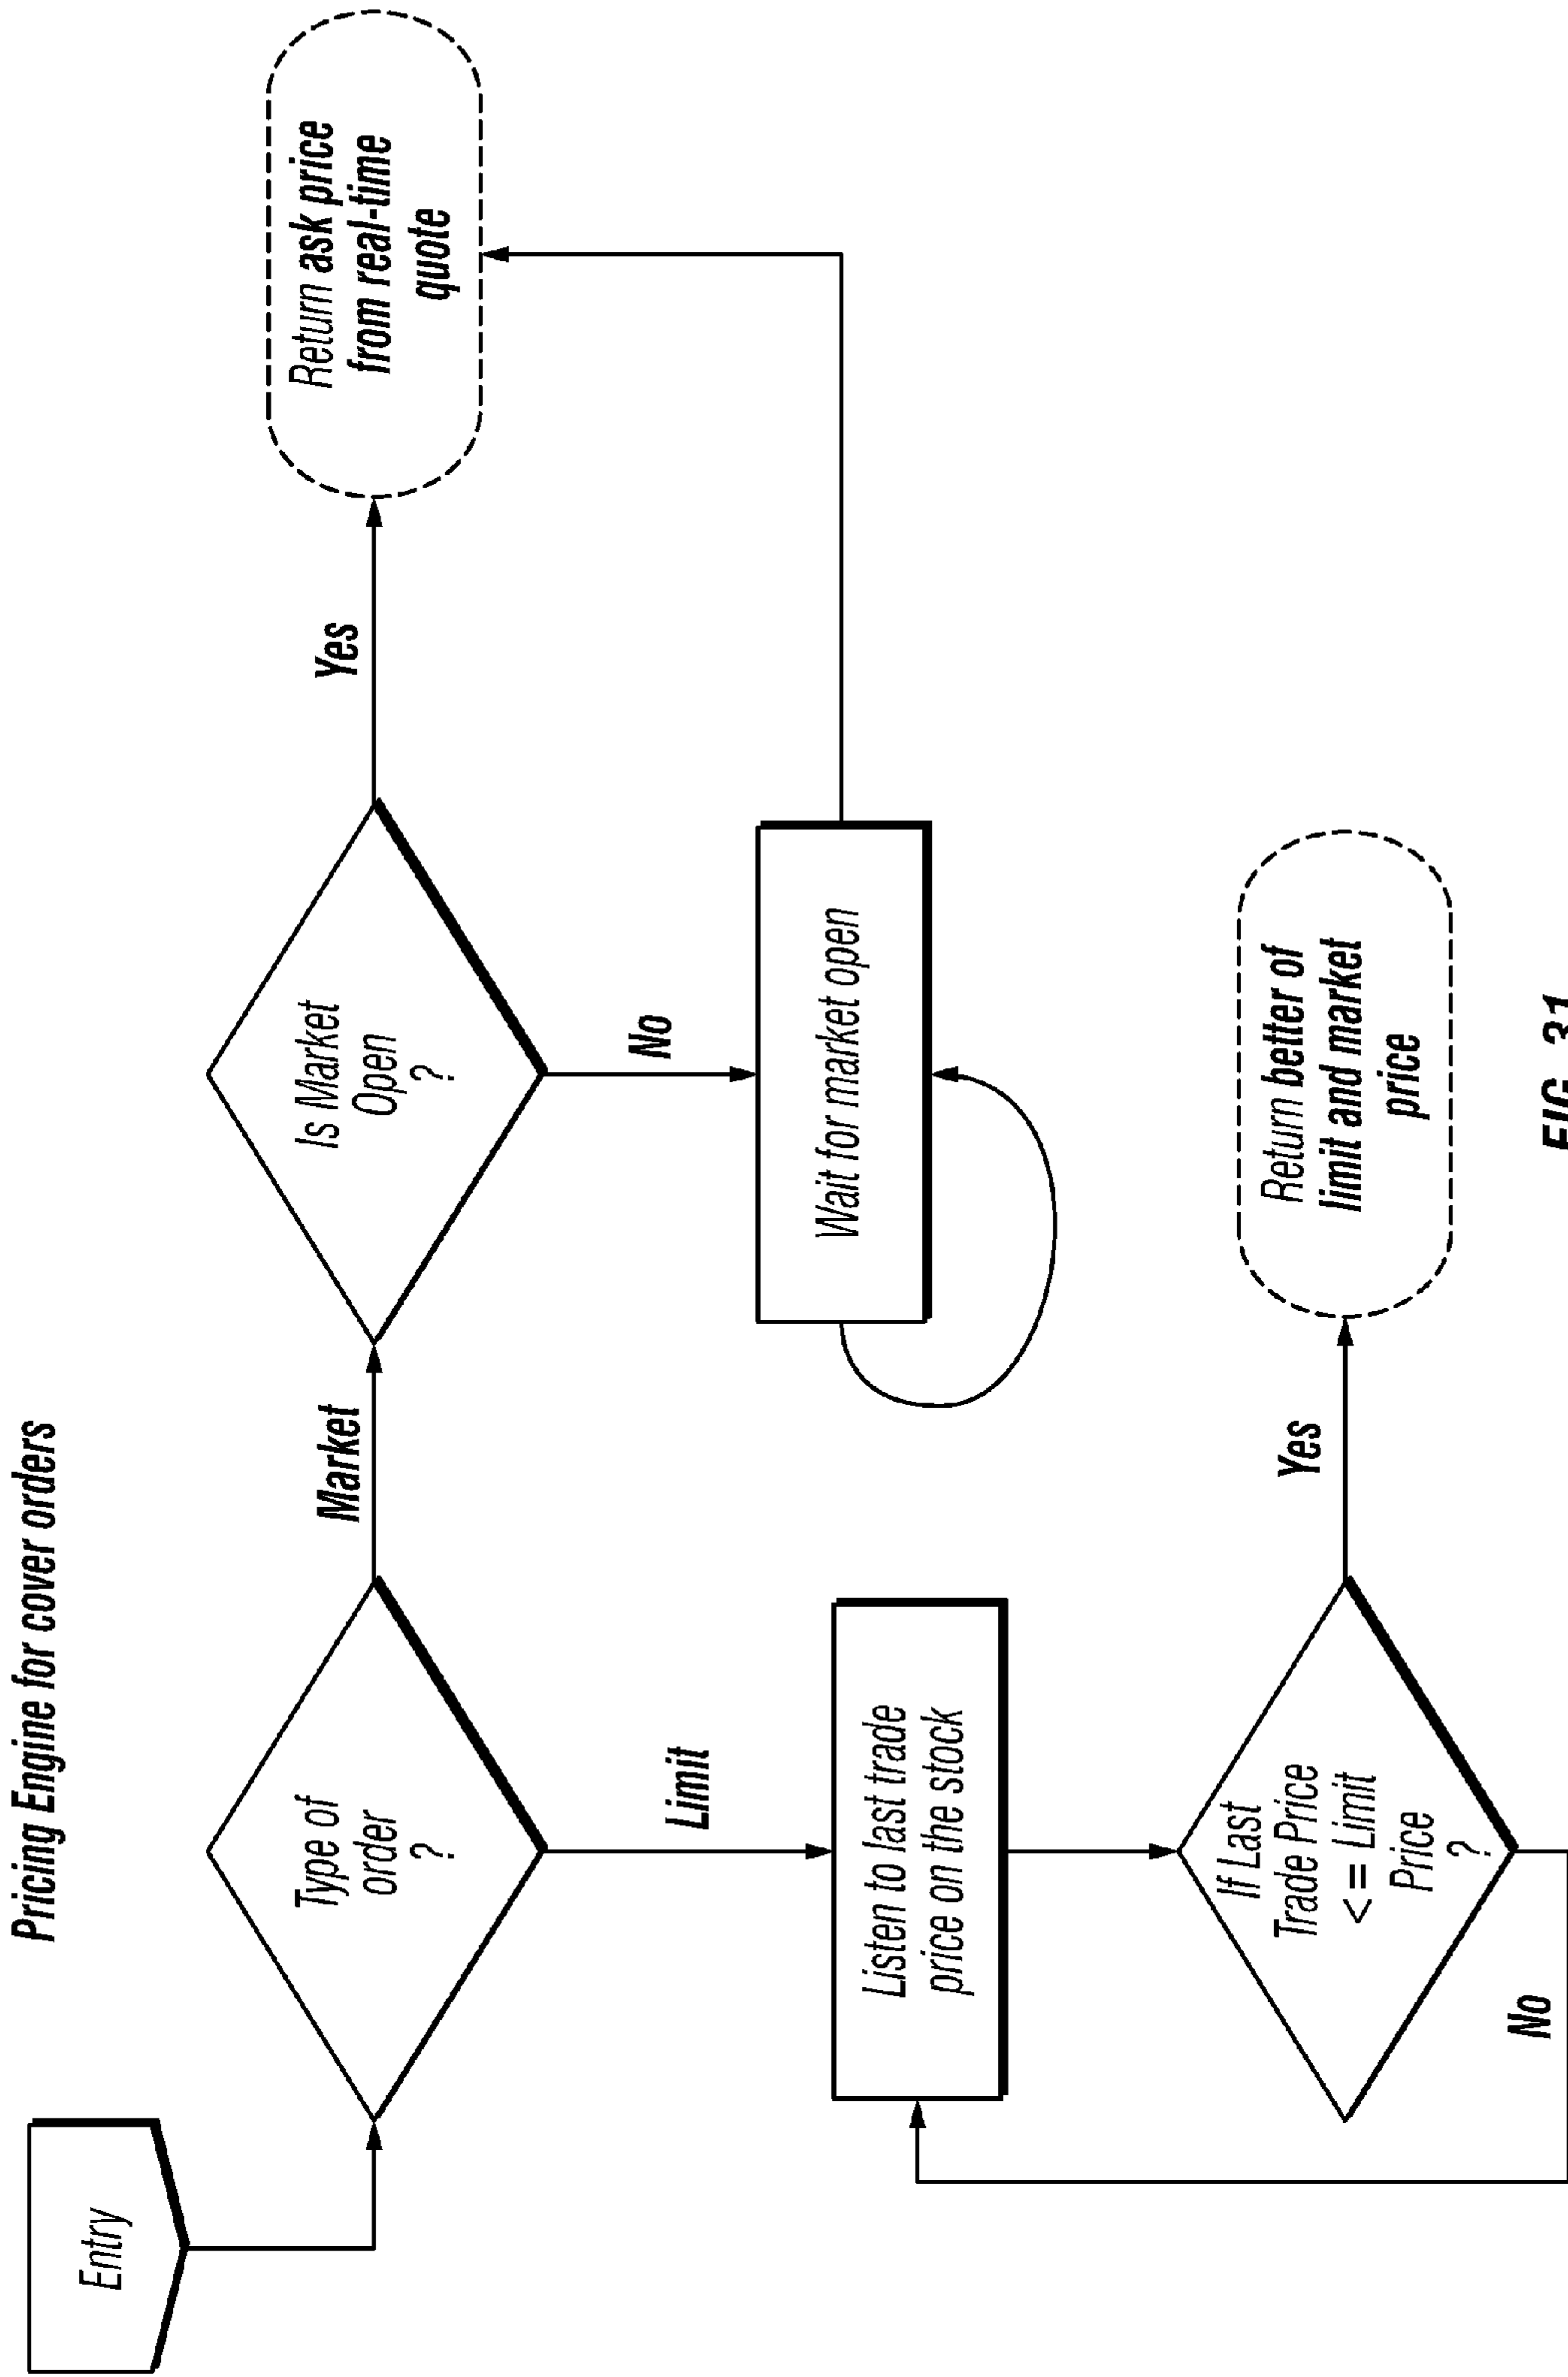 Pricing Engine for cover orders
Entry
Type of
order
?
Market
Is Market
Open
?
Yes
Return ask price
from real-time
quote
Limit
No
Listen to last trade
price on the stock
Wait for market open
If Last
Trade Price
<= Limit
Price
?
Yes
Return better of
limit and market
price
No
FIG. 31